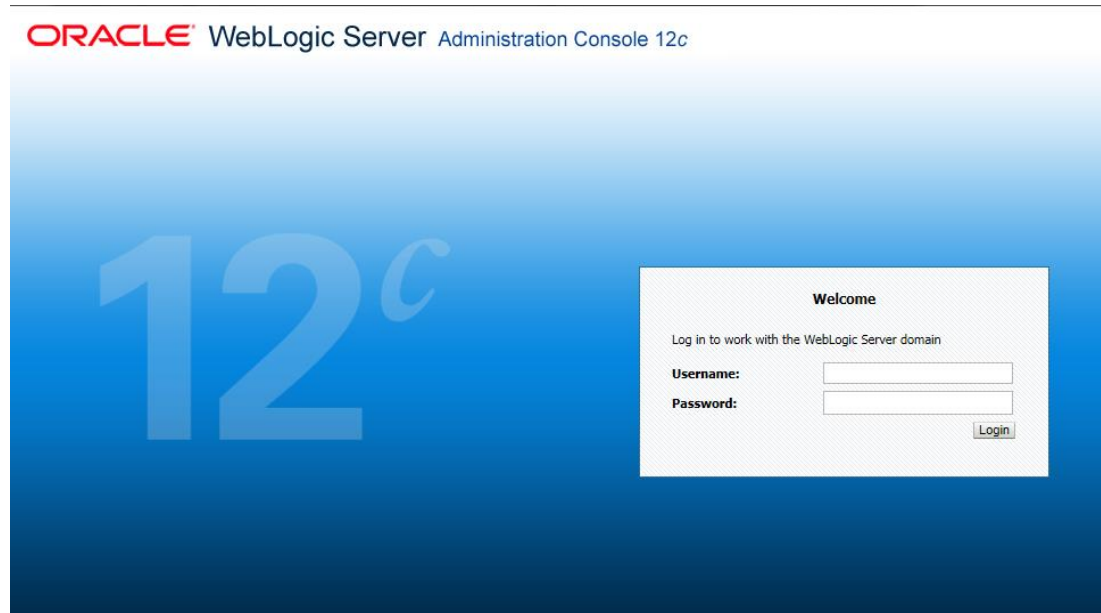 ORACLE WebLogic Server Administration Console 12c
12c
Welcome
Log in to work with the WebLogic Server domain
Username:
Password:
Login